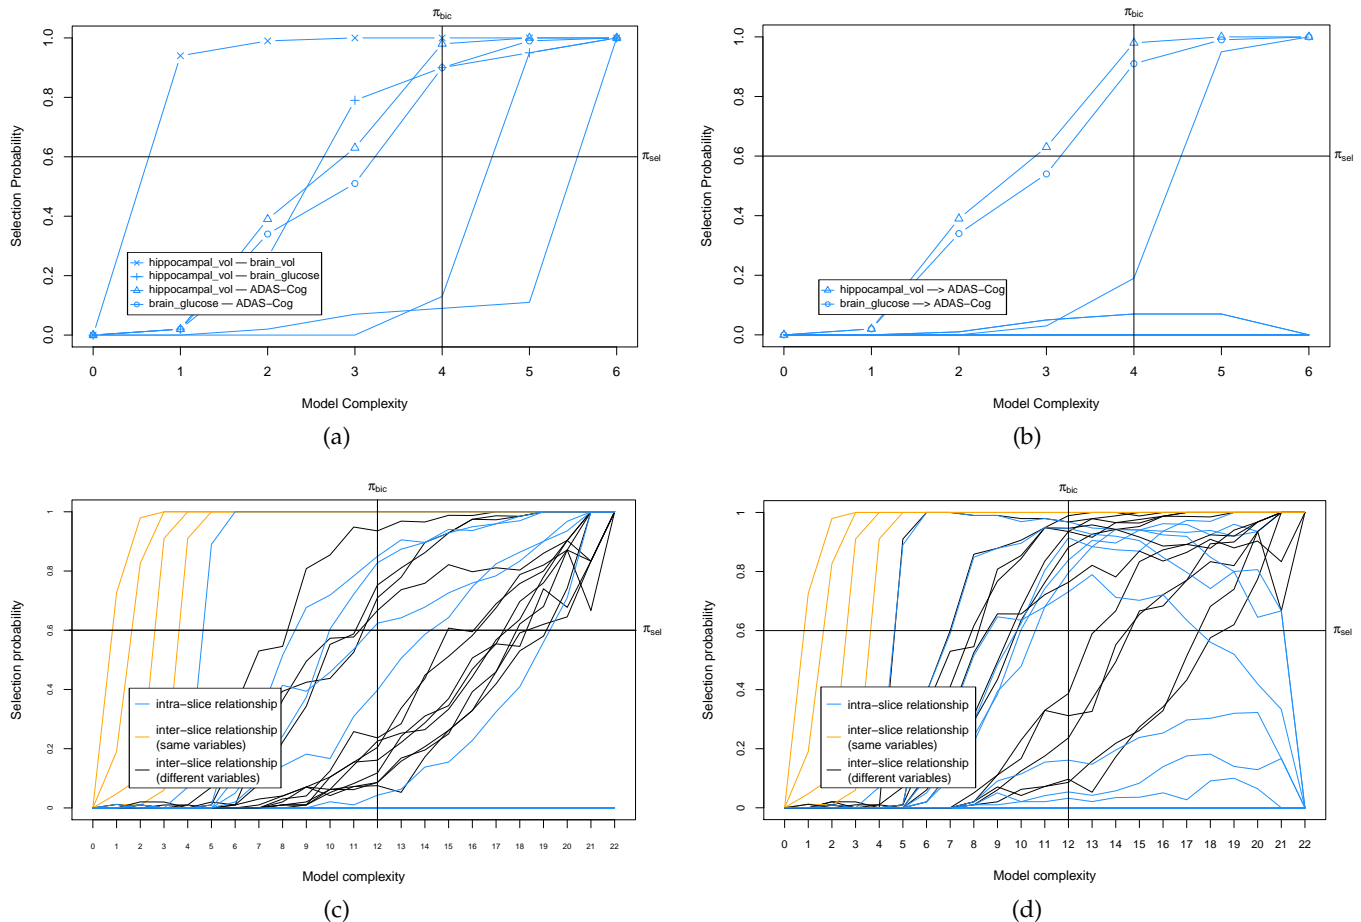 π_bic
Selection Probability
0.0 0.2 0.4 0.6 0.8 1.0
π_sel
hippocampal_vol — brain_vol
hippocampal_vol — brain_glucose
hippocampal_vol — ADAS−Cog
brain_glucose — ADAS−Cog
0 1 2 3 4 5 6
Model Complexity
(a)
π_bic
Selection Probability
0.0 0.2 0.4 0.6 0.8 1.0
π_sel
hippocampal_vol —> ADAS−Cog
brain_glucose —> ADAS−Cog
0 1 2 3 4 5 6
Model Complexity
(b)
π_bic
Selection probability
0 0.2 0.4 0.6 0.8 1
π_sel
intra−slice relationship
inter−slice relationship
(same variables)
inter−slice relationship
(different variables)
0 1 2 3 4 5 6 7 8 9 10 11 12 13 14 15 16 17 18 19 20 21 22
Model complexity
(c)
π_bic
Selection probability
0 0.2 0.4 0.6 0.8 1
π_sel
intra−slice relationship
inter−slice relationship
(same variables)
inter−slice relationship
(different variables)
0 1 2 3 4 5 6 7 8 9 10 11 12 13 14 15 16 17 18 19 20 21 22
Model complexity
(d)